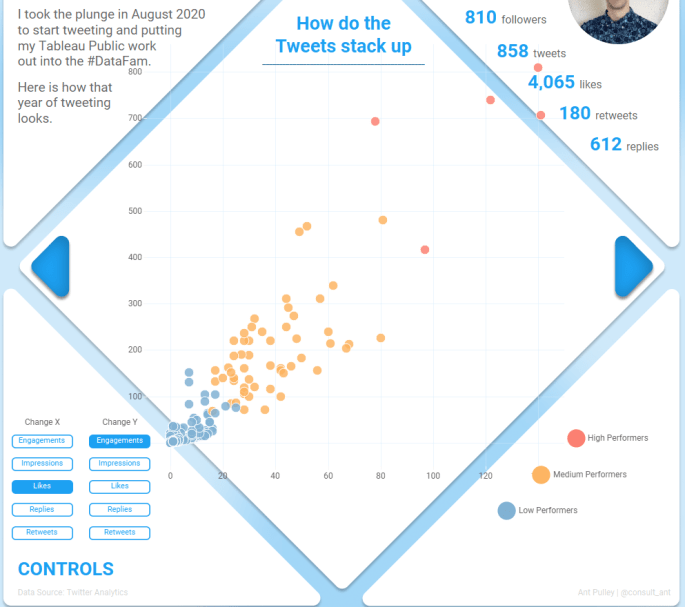 I took the plunge in August 2020
to start tweeting and putting
my Tableau Public work
out into the #DataFam.
Here is how that
year of tweeting
looks.
How do the
Tweets stack up
810 followers
858 tweets
4,065 likes
180 retweets
612 replies
800
700
600
500
400
300
200
100
0
20
40
60
80
100
120
Change X
Change Y
Engagements
Engagements
Impressions
Impressions
Likes
Likes
Replies
Replies
Retweets
Retweets
High Performers
Medium Performers
Low Performers
CONTROLS
Data Source: Twitter Analytics
Ant Pulley | @consult_ant